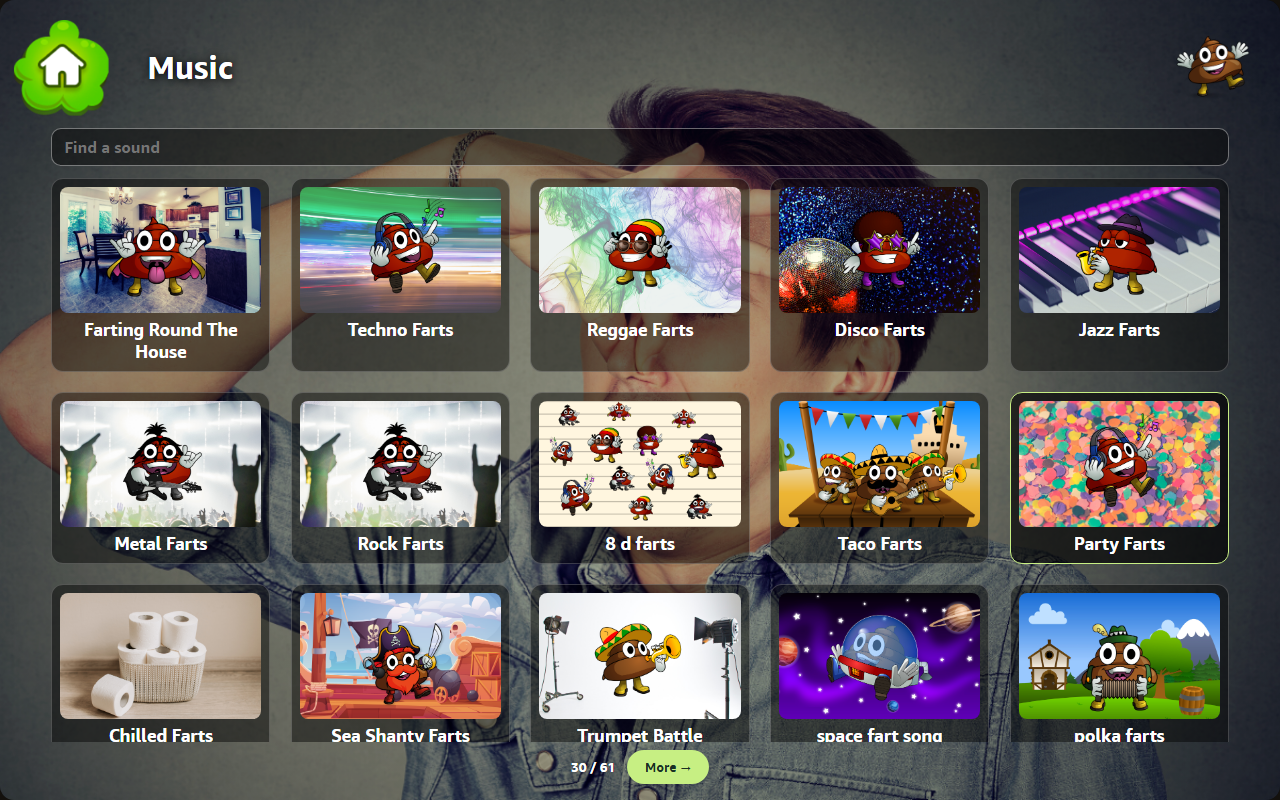 Music
Find a sound
Farting Round The
House
Techno Farts
Reggae Farts
Disco Farts
Jazz Farts
Metal Farts
Rock Farts
8 d farts
Taco Farts
Party Farts
Chilled Farts
Sea Shanty Farts
Trumpet Battle
space fart song
polka farts
30 / 61
More →